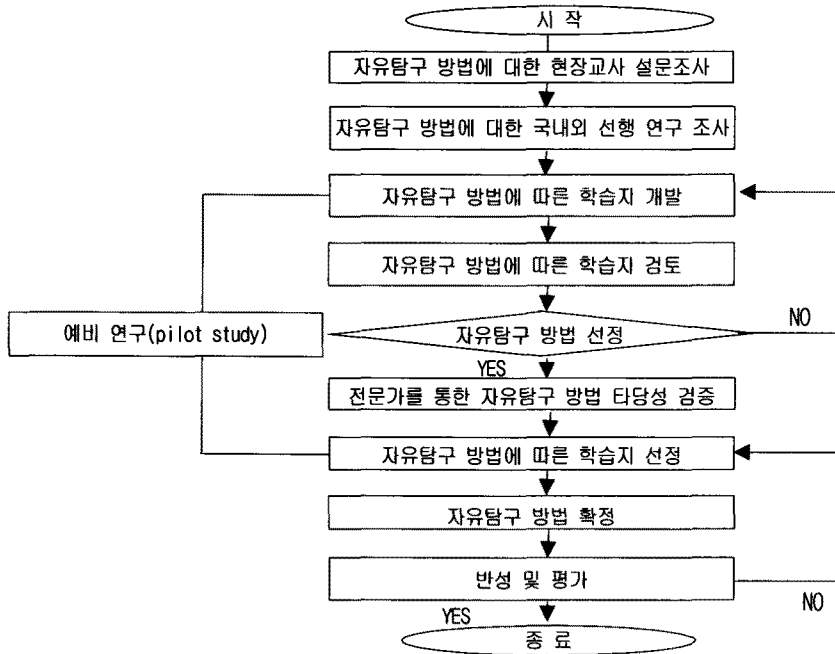 시 작
자유탐구 방법에 대한 현장교사 설문조사
자유탐구 방법에 대한 국내외 선행 연구 조사
자유탐구 방법에 따른 학습지 개발
자유탐구 방법에 따른 학습지 검토
예비 연구(pilot study)
자유탐구 방법 선정
NO
YES
전문가를 통한 자유탐구 방법 타당성 검증
자유탐구 방법에 따른 학습지 선정
자유탐구 방법 확정
반성 및 평가
NO
YES
종 료